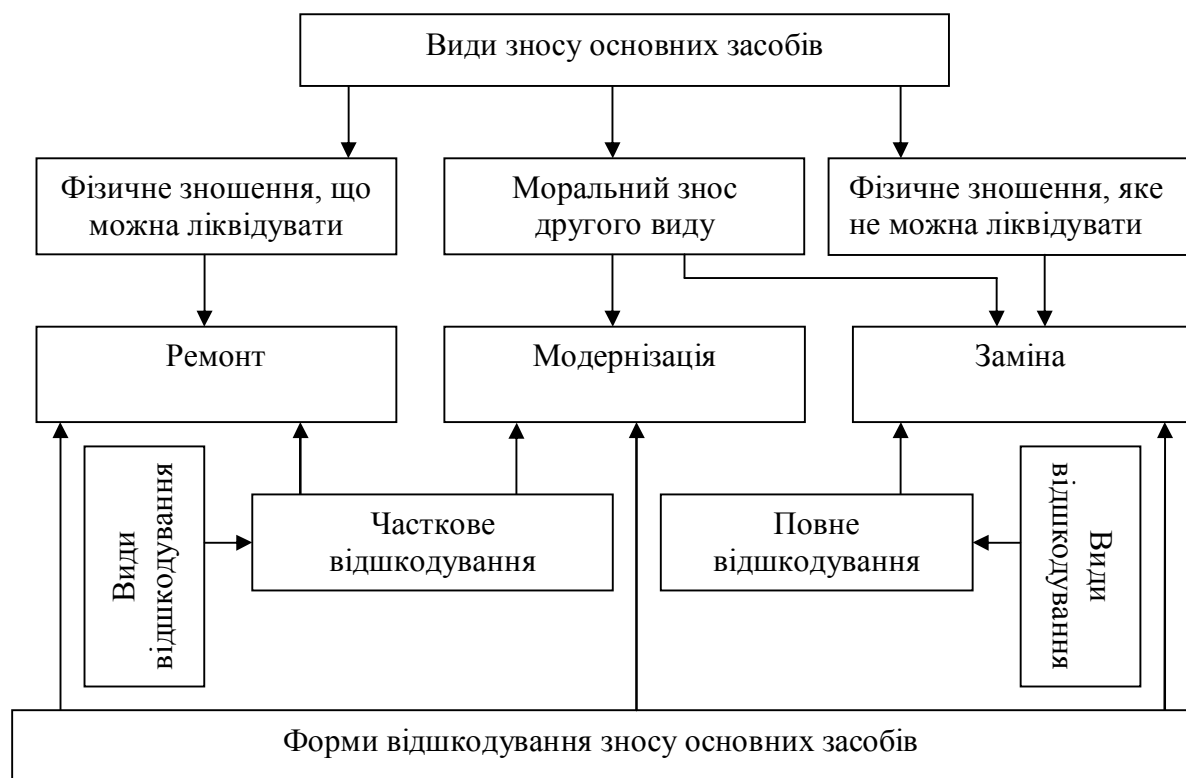 Види зносу основних засобів
Фізичне зношення, що
можна ліквідувати
Моральний знос
другого виду
Фізичне зношення, яке
не можна ліквідувати
Ремонт
Модернізація
Заміна
Види
відшкодування
Часткове
відшкодування
Повне
відшкодування
Види
відшкодування
Форми відшкодування зносу основних засобів